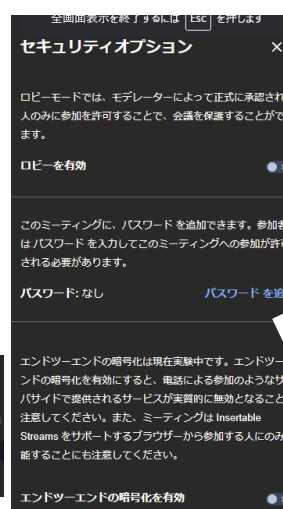 全画面表示を終了するには Esc を押します
セキュリティオプション ×
ロビーモードでは、モデレーターによって正式に承認され
人のみに参加を許可することで、会議を保護することがで
ます。
ロビーを有効
このミーティングに、パスワード を追加できます。参加者
は パスワード を入力してこのミーティングへの参加が許
される必要があります。
パスワード: なし パスワード を追
エンドツーエンドの暗号化は現在実験中です。エンドツー
ンドの暗号化を有効にすると、電話による参加のようなサ
バサイドで提供されるサービスが実質的に無効となること
注意してください。また、ミーティングは Insertable
Streams をサポートするブラウザーから参加する人にのみ
能することにも注意してください。
エンドツーエンドの暗号化を有効